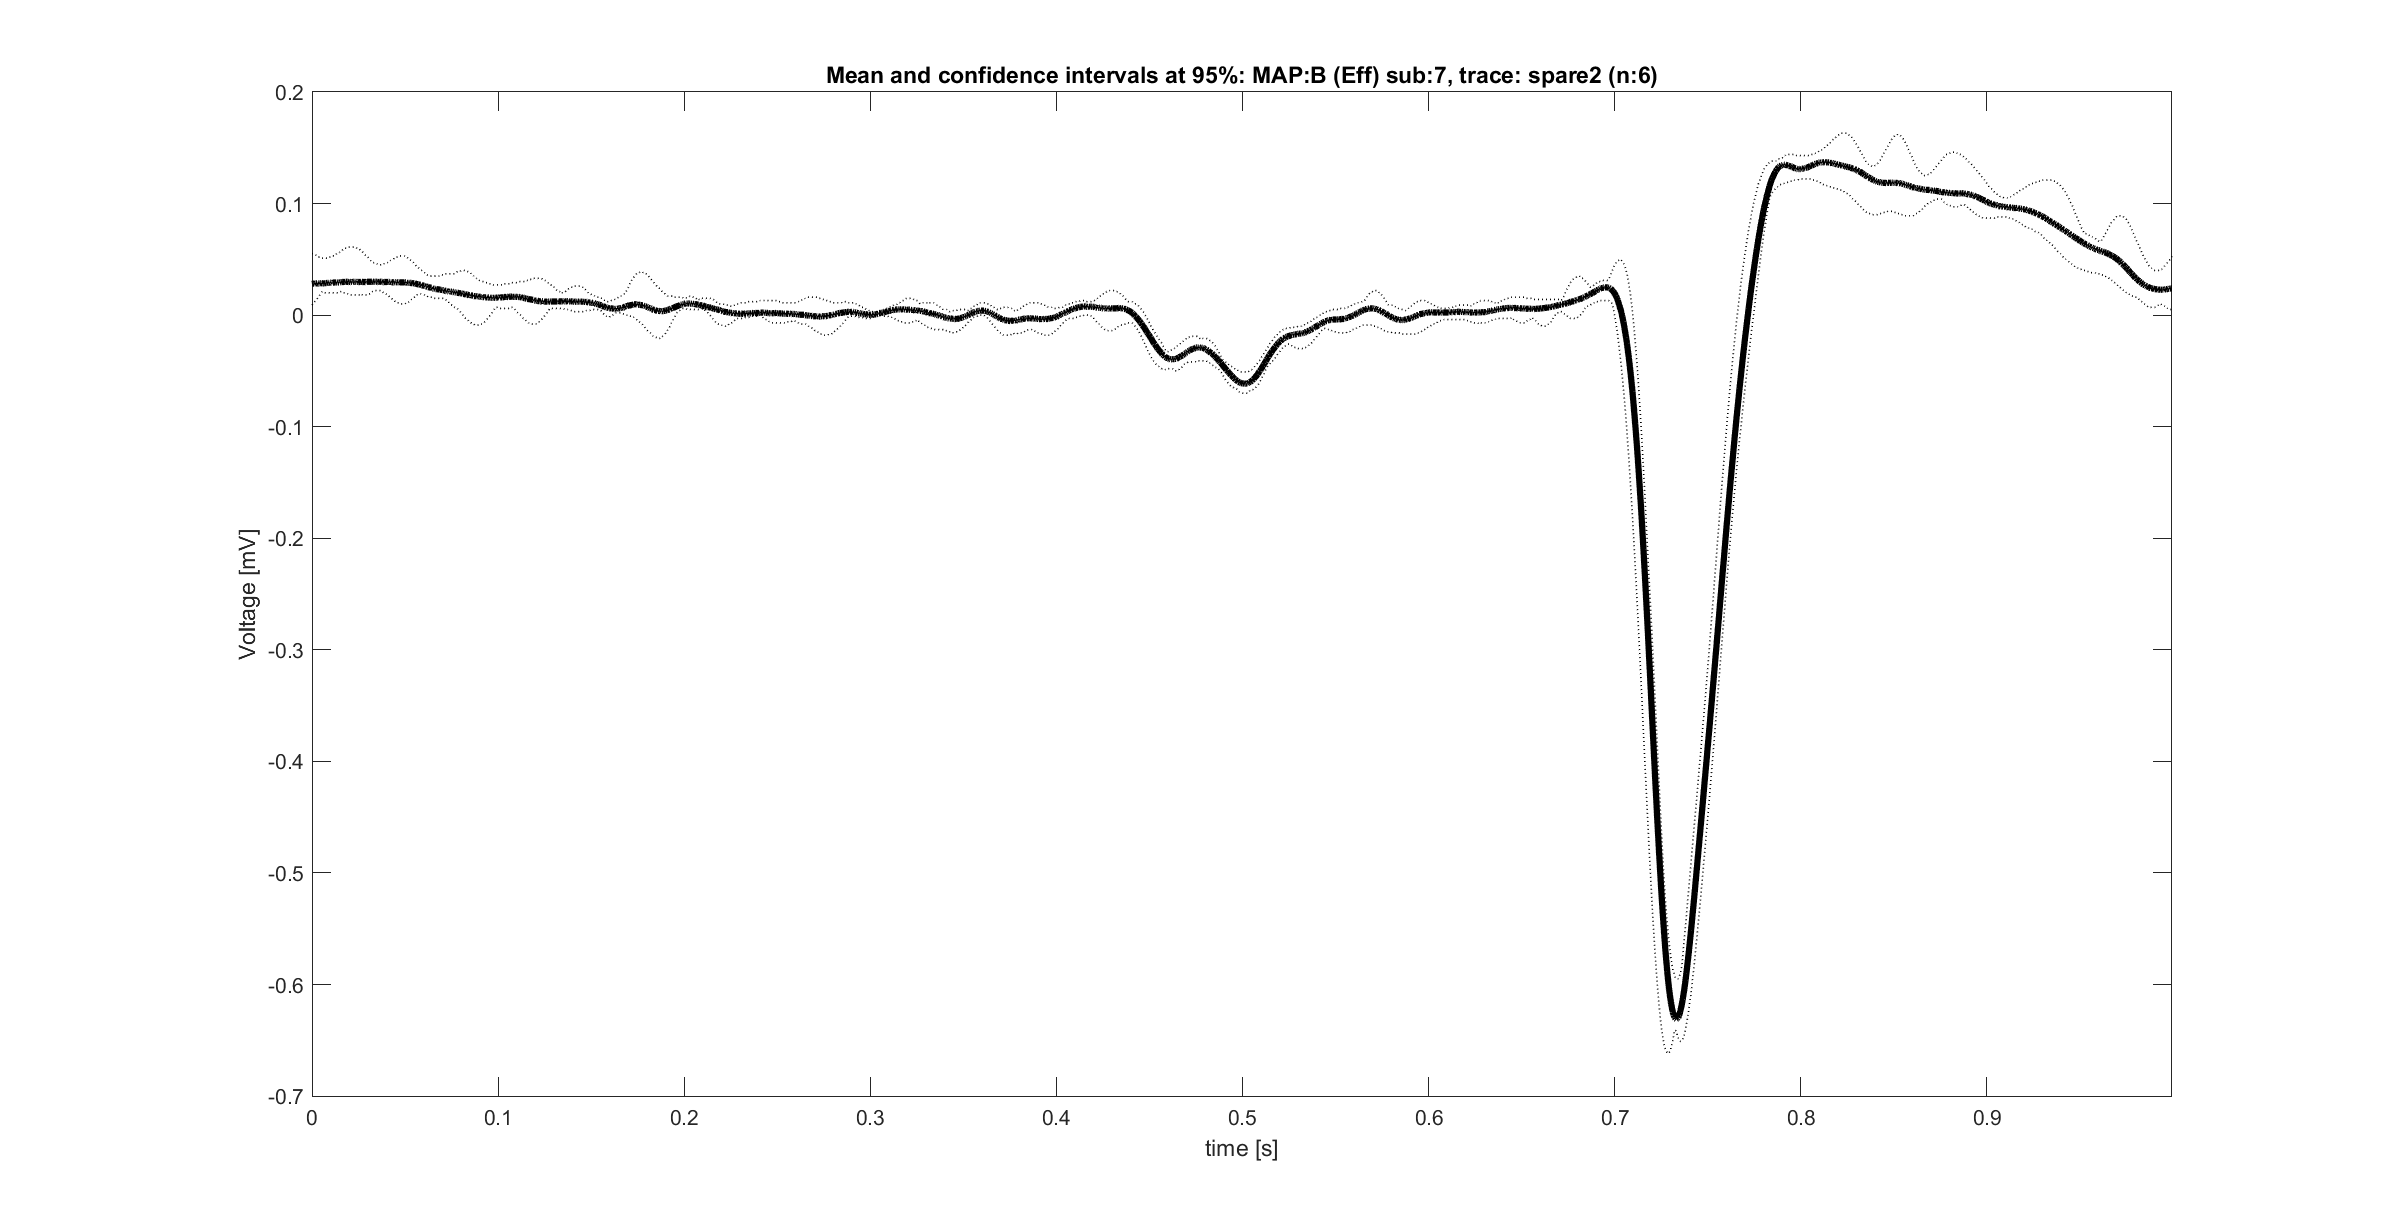 Mean and confidence intervals at 95%: MAP:B (Eff) sub:7, trace: spare2 (n:6)
0.2
0.1
0
-0.1
-0.2
-0.3
-0.4
-0.5
-0.6
-0.7
Voltage [mV]
0 0.1 0.2 0.3 0.4 0.5 0.6 0.7 0.8 0.9
time [s]